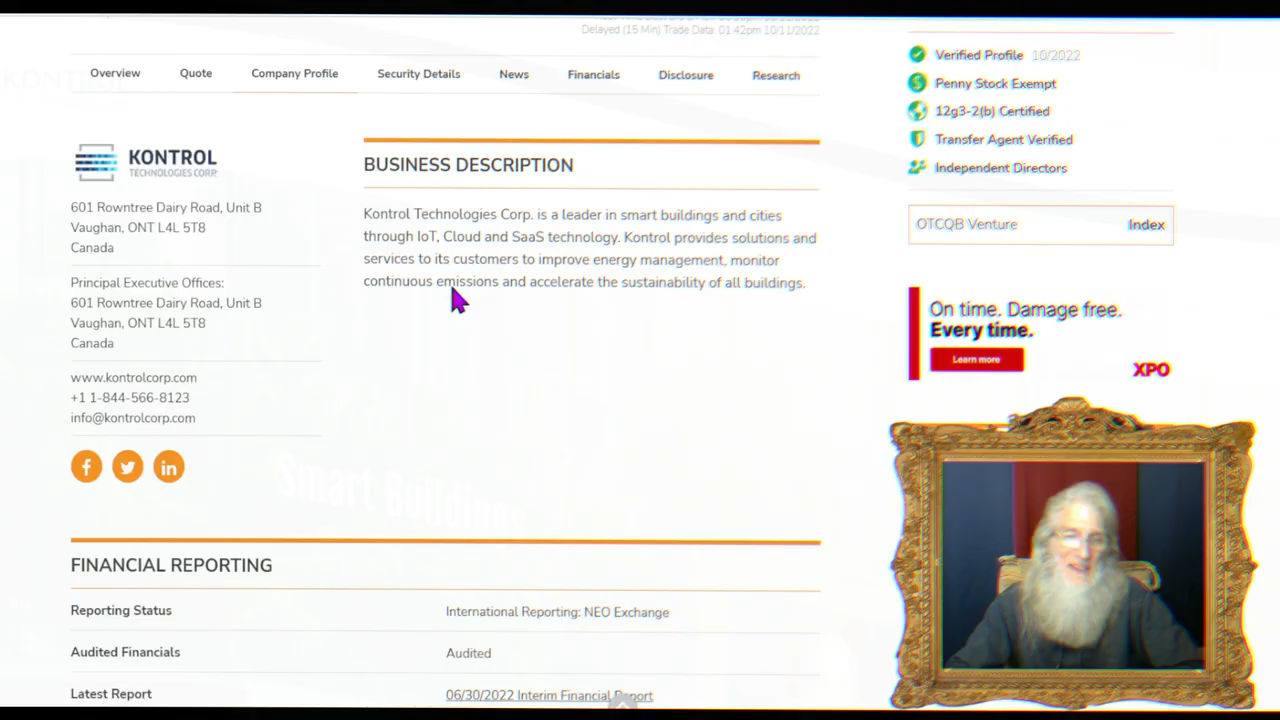 Delayed (15 Min) Trade Data: 01:42pm 10/11/2022
Overview
Quote
Company Profile
Security Details
News
Financials
Disclosure
Research
KONTROL
TECHNOLOGIES CORP.
601 Rowntree Dairy Road, Unit B
Vaughan, ONT L4L 5T8
Canada
Principal Executive Offices:
601 Rowntree Dairy Road, Unit B
Vaughan, ONT L4L 5T8
Canada
www.kontrolcorp.com
+1 1-844-566-8123
info@kontrolcorp.com
BUSINESS DESCRIPTION
Kontrol Technologies Corp. is a leader in smart buildings and cities
through IoT, Cloud and SaaS technology. Kontrol provides solutions and
services to its customers to improve energy management, monitor
continuous emissions and accelerate the sustainability of all buildings.
Smart Building
FINANCIAL REPORTING
Reporting Status
International Reporting: NEO Exchange
Audited Financials
Audited
Latest Report
06/30/2022 Interim Financial Report
Verified Profile 10/2022
Penny Stock Exempt
12g3-2(b) Certified
Transfer Agent Verified
Independent Directors
OTCQB Venture
Index
On time. Damage free.
Every time.
Learn more
XPO